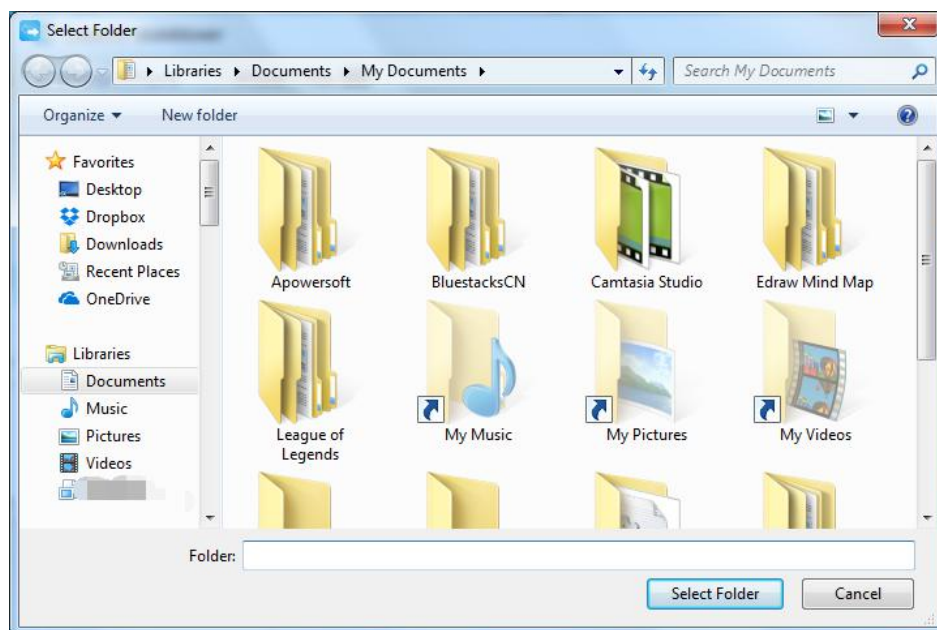 Select Folder
Libraries Documents My Documents Search My Documents
Organize New folder
Favorites
Desktop
Dropbox
Downloads
Recent Places
OneDrive
Libraries
Documents
Music
Pictures
Videos
Apowersoft BluestacksCN Camtasia Studio Edraw Mind Map
League of
Legends
My Music My Pictures My Videos
Folder:
Select Folder Cancel